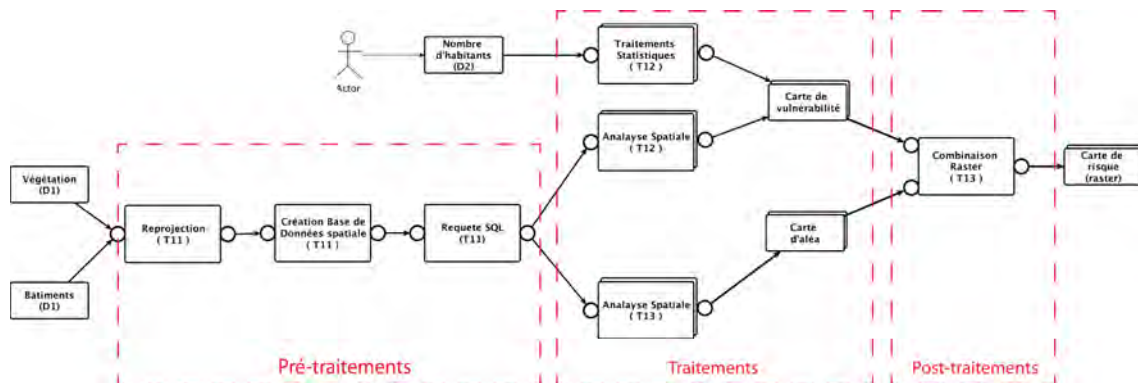 Actor
Nombre
d'habitants
(D2)
Traitements
Statistiques
( T12 )
Carte de
vulnérabilité
Analayse Spatiale
( T12 )
Végétation
(D1)
Bâtiments
(D1)
Reprojection
( T11 )
Création Base de
Données spatiale
( T11 )
Requete SQL
(T11)
Analayse Spatiale
( T13 )
Carte
d'aléa
Combinaison
Raster
( T13 )
Carte de
risque
(raster)
Pré-traitements
Traitements
Post-traitements